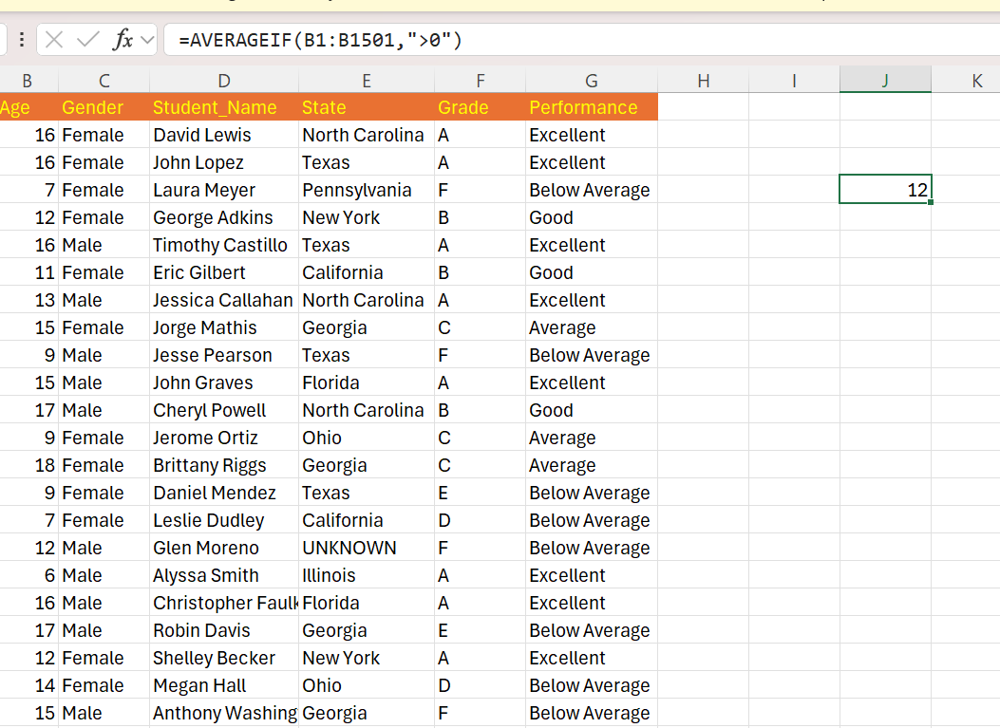 fx =AVERAGEIF(B1:B1501,">0")
B C D E F G H I J K
Age Gender Student_Name State Grade Performance
16 Female David Lewis North Carolina A Excellent
16 Female John Lopez Texas A Excellent
7 Female Laura Meyer Pennsylvania F Below Average 12
12 Female George Adkins New York B Good
16 Male Timothy Castillo Texas A Excellent
11 Female Eric Gilbert California B Good
13 Male Jessica Callahan North Carolina A Excellent
15 Female Jorge Mathis Georgia C Average
9 Male Jesse Pearson Texas F Below Average
15 Male John Graves Florida A Excellent
17 Male Cheryl Powell North Carolina B Good
9 Female Jerome Ortiz Ohio C Average
18 Female Brittany Riggs Georgia C Average
9 Female Daniel Mendez Texas E Below Average
7 Female Leslie Dudley California D Below Average
12 Male Glen Moreno UNKNOWN F Below Average
6 Male Alyssa Smith Illinois A Excellent
16 Male Christopher Faulk Florida A Excellent
17 Male Robin Davis Georgia E Below Average
12 Female Shelley Becker New York A Excellent
14 Female Megan Hall Ohio D Below Average
15 Male Anthony Washing Georgia F Below Average